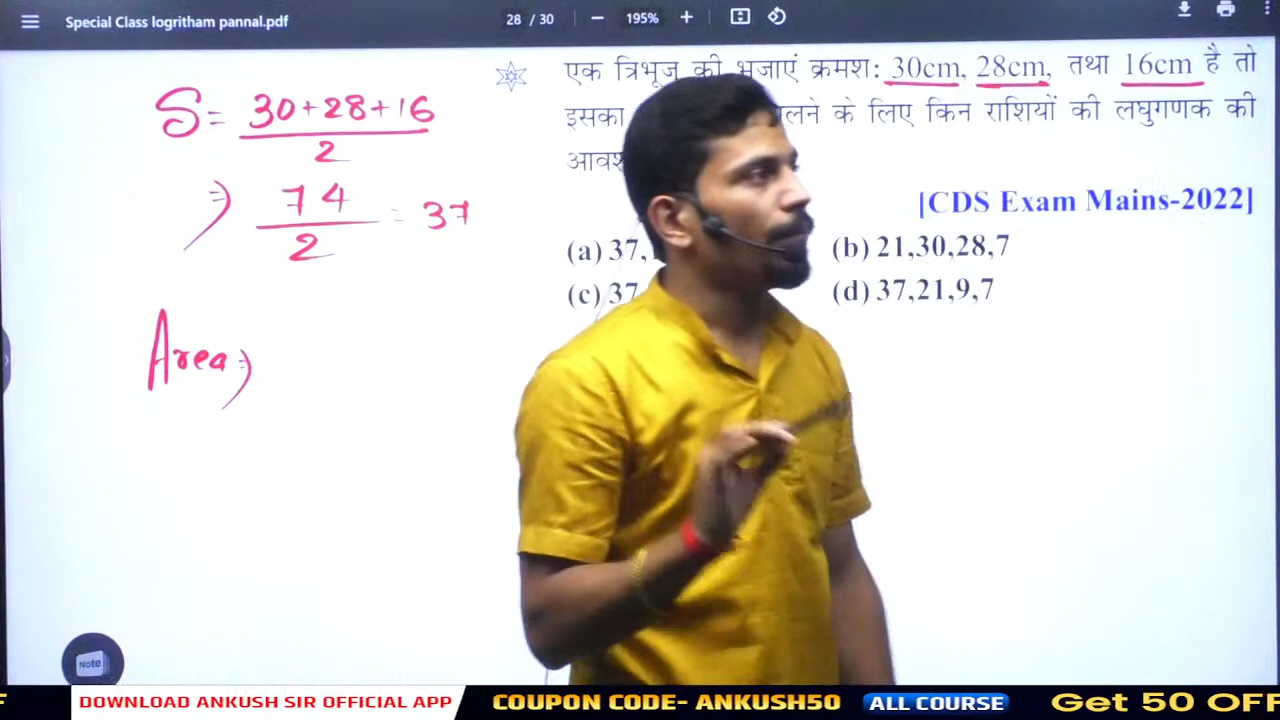 Special Class logritham pannal.pdf
28 / 30
195%
S = 30+28+16
2
⇒ 74
2
= 37
Area ⇒
एक त्रिभुज की भुजाएं क्रमश: 30cm, 28cm, तथा 16cm है तो
इसका लने के लिए किन राशियों की लघुगणक की
आवश
[CDS Exam Mains-2022]
(a) 37,
(b) 21,30,28,7
(c) 37
(d) 37,21,9,7
Note
DOWNLOAD ANKUSH SIR OFFICIAL APP
COUPON CODE- ANKUSH50
ALL COURSE
Get 50 OFF